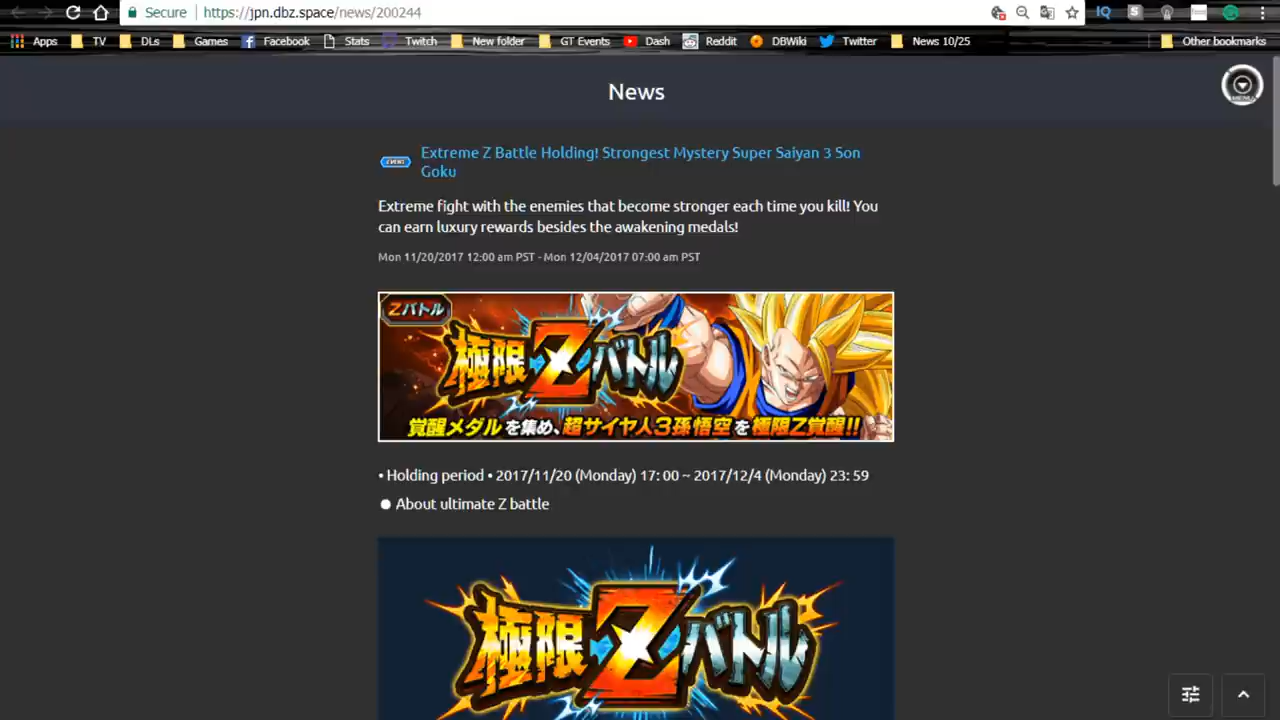 Secure https://jpn.dbz.space/news/200244
Apps TV DLs Games Facebook Stats Twitch New folder GT Events Dash Reddit DBWiki Twitter News 10/25 Other bookmarks
News
MENU
EVENT
Extreme Z Battle Holding! Strongest Mystery Super Saiyan 3 Son
Goku
Extreme fight with the enemies that become stronger each time you kill! You
can earn luxury rewards besides the awakening medals!
Mon 11/20/2017 12:00 am PST - Mon 12/04/2017 07:00 am PST
Zバトル
極限Zバトル
覚醒メダルを集め、超サイヤ人3孫悟空を極限Z覚醒!!
• Holding period • 2017/11/20 (Monday) 17: 00 ~ 2017/12/4 (Monday) 23: 59
● About ultimate Z battle
極限Zバトル